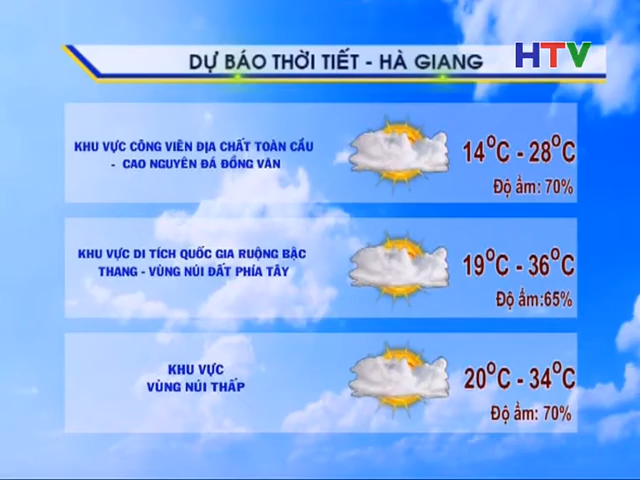 DỰ BÁO THỜI TIẾT - HÀ GIANG
HTV
KHU VỰC CÔNG VIÊN DỊA CHẤT TOÀN CẦU
- CAO NGUYÊN ĐÁ ĐỒNG VĂN
14°C - 28°C
Độ ẩm: 70%
KHU VỰC DI TÍCH QUỐC GIA RUỘNG BẬC
THANG - VÙNG NÚI ĐẤT PHÍA TÂY
19°C - 36°C
Độ ẩm:65%
KHU VỰC
VÙNG NÚI THẤP
20°C - 34°C
Độ ẩm: 70%